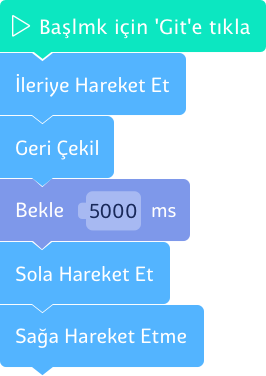 Başlmk için 'Git'e tıkla
İleriye Hareket Et
Geri Çekil
Bekle 5000 ms
Sola Hareket Et
Sağa Hareket Etme